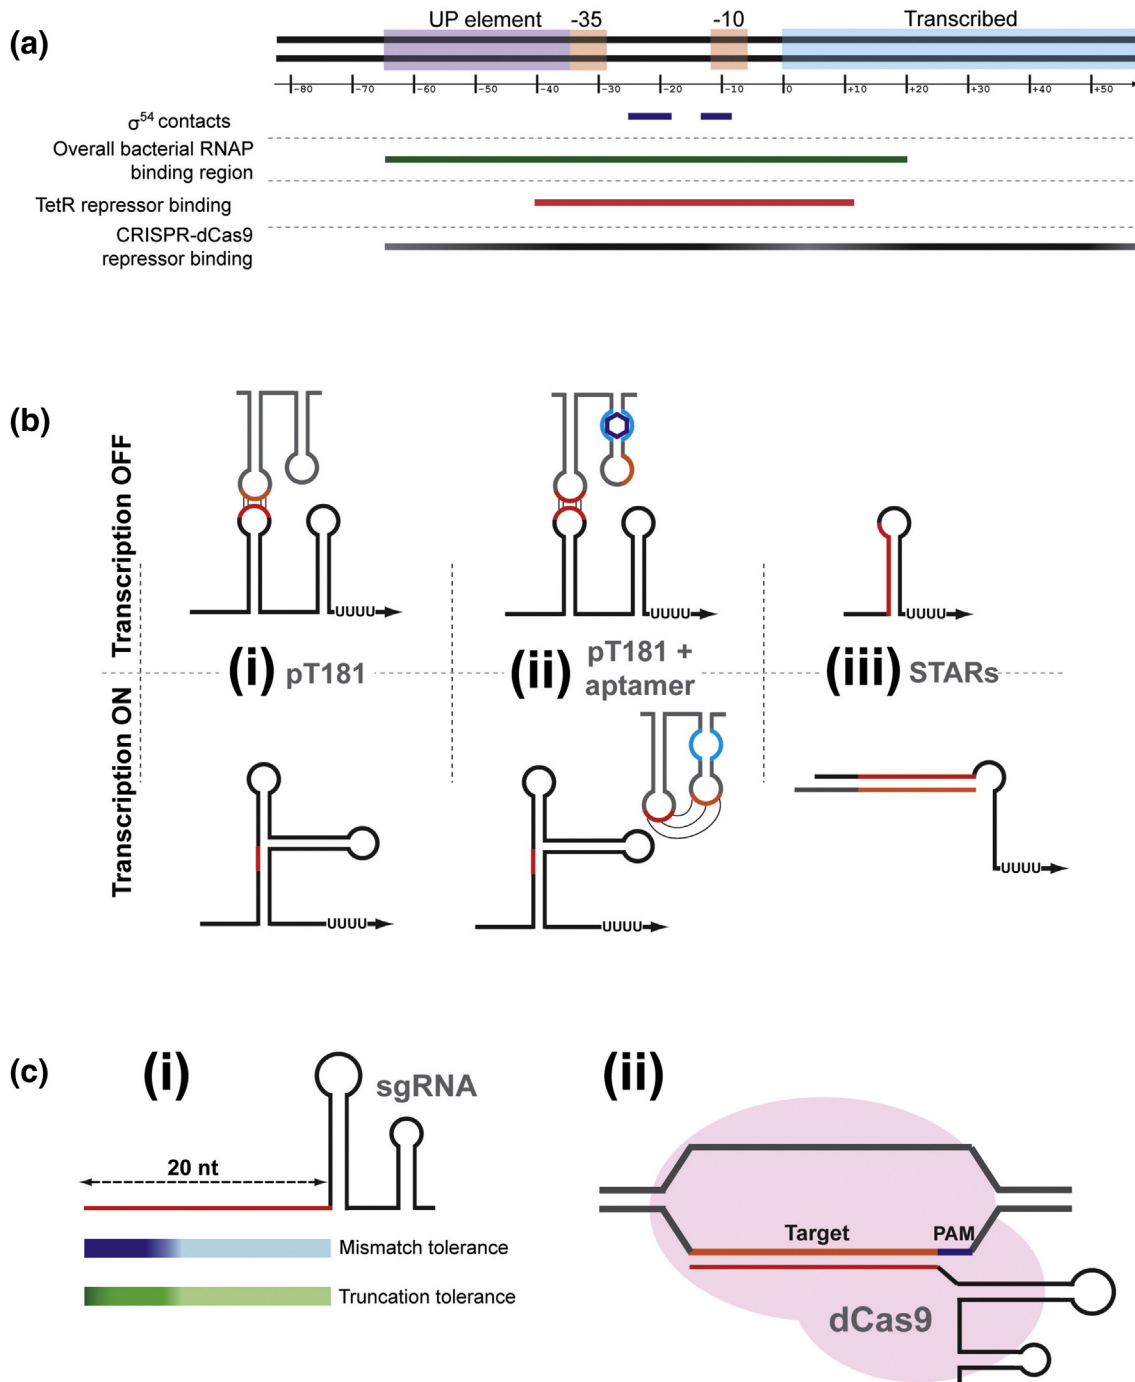 (a)
UP element -35 -10 Transcribed
-80 -70 -60 -50 -40 -30 -20 -10 0 +10 +20 +30 +40 +50
σ⁵⁴ contacts
Overall bacterial RNAP
binding region
TetR repressor binding
CRISPR-dCas9
repressor binding
(b)
Transcription OFF
UUUU
UUUU
UUUU
(i) pT181
(ii) pT181 +
aptamer
(iii) STARs
Transcription ON
UUUU
UUUU
UUUU
(c)
(i)
sgRNA
20 nt
Mismatch tolerance
Truncation tolerance
(ii)
Target PAM
dCas9